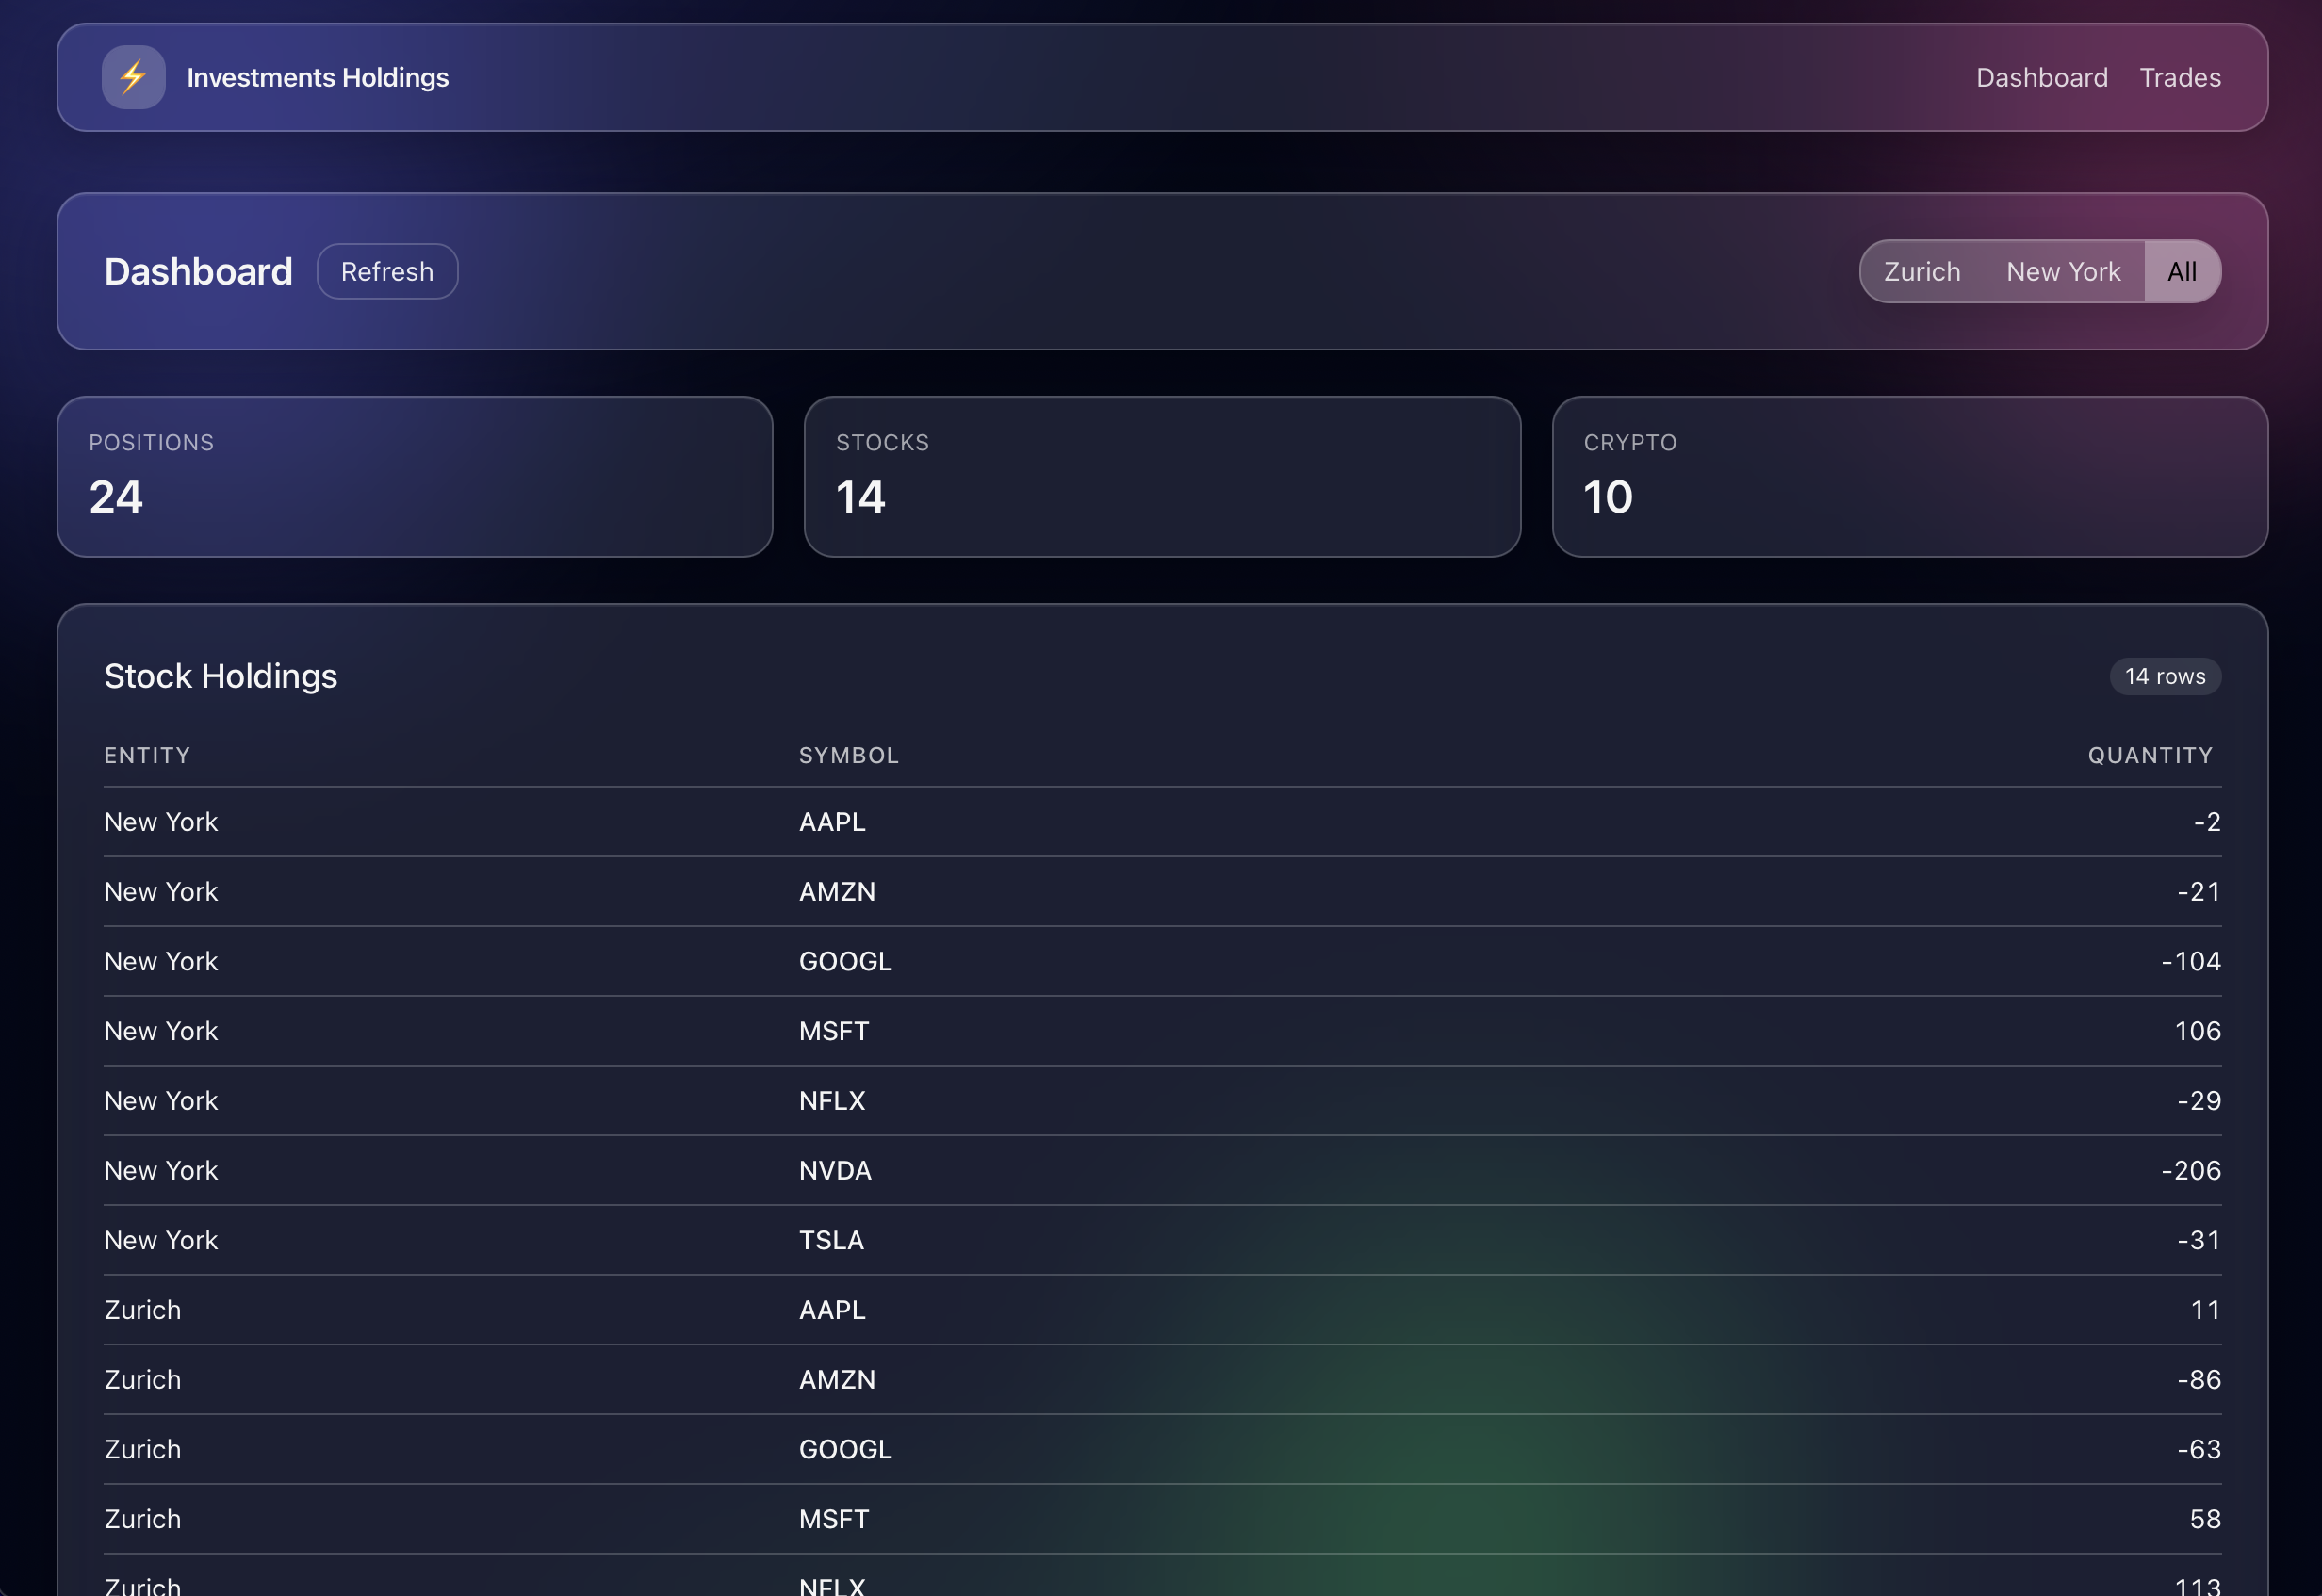 Investments Holdings Dashboard Trades
Dashboard Refresh Zurich New York All
POSITIONS STOCKS CRYPTO
24 14 10
Stock Holdings 14 rows
ENTITY SYMBOL QUANTITY
New York AAPL -2
New York AMZN -21
New York GOOGL -104
New York MSFT 106
New York NFLX -29
New York NVDA -206
New York TSLA -31
Zurich AAPL 11
Zurich AMZN -86
Zurich GOOGL -63
Zurich MSFT 58
Zurich NFLX 113